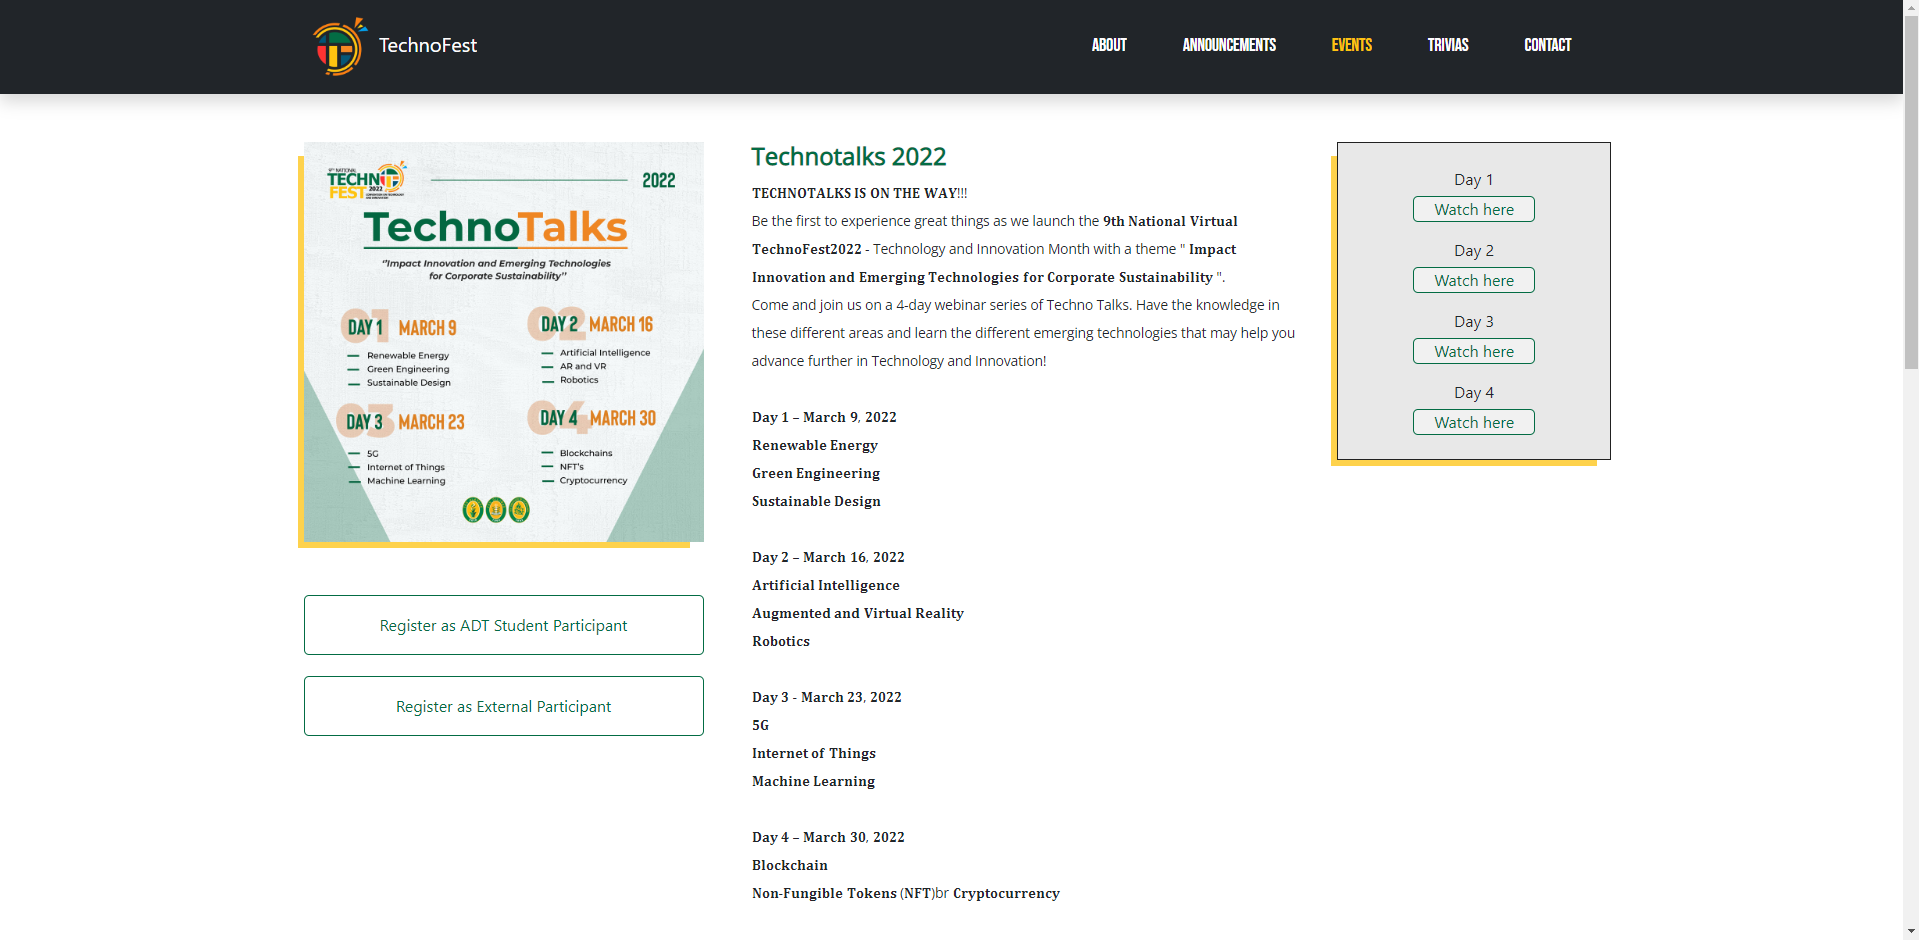 TechnoFest
ABOUT
ANNOUNCEMENTS
EVENTS
TRIVIAS
CONTACT
9TH NATIONAL
TECHNO
FEST 2022
2022
TechnoTalks
"Impact Innovation and Emerging Technologies
for Corporate Sustainability"
01
DAY 1 MARCH 9
Renewable Energy
Green Engineering
Sustainable Design
02
DAY 2 MARCH 16
Artificial Intelligence
AR and VR
Robotics
03
DAY 3 MARCH 23
5G
Internet of Things
Machine Learning
04
DAY 4 MARCH 30
Blockchains
NFT's
Cryptocurrency
Register as ADT Student Participant
Register as External Participant
Technotalks 2022
TECHNOTALKS IS ON THE WAY!!!
Be the first to experience great things as we launch the 9th National Virtual
TechnoFest2022 - Technology and Innovation Month with a theme " Impact
Innovation and Emerging Technologies for Corporate Sustainability ".
Come and join us on a 4-day webinar series of Techno Talks. Have the knowledge in
these different areas and learn the different emerging technologies that may help you
advance further in Technology and Innovation!
Day 1 – March 9, 2022
Renewable Energy
Green Engineering
Sustainable Design
Day 2 – March 16, 2022
Artificial Intelligence
Augmented and Virtual Reality
Robotics
Day 3 - March 23, 2022
5G
Internet of Things
Machine Learning
Day 4 – March 30, 2022
Blockchain
Non-Fungible Tokens (NFT)br Cryptocurrency
Day 1
Watch here
Day 2
Watch here
Day 3
Watch here
Day 4
Watch here